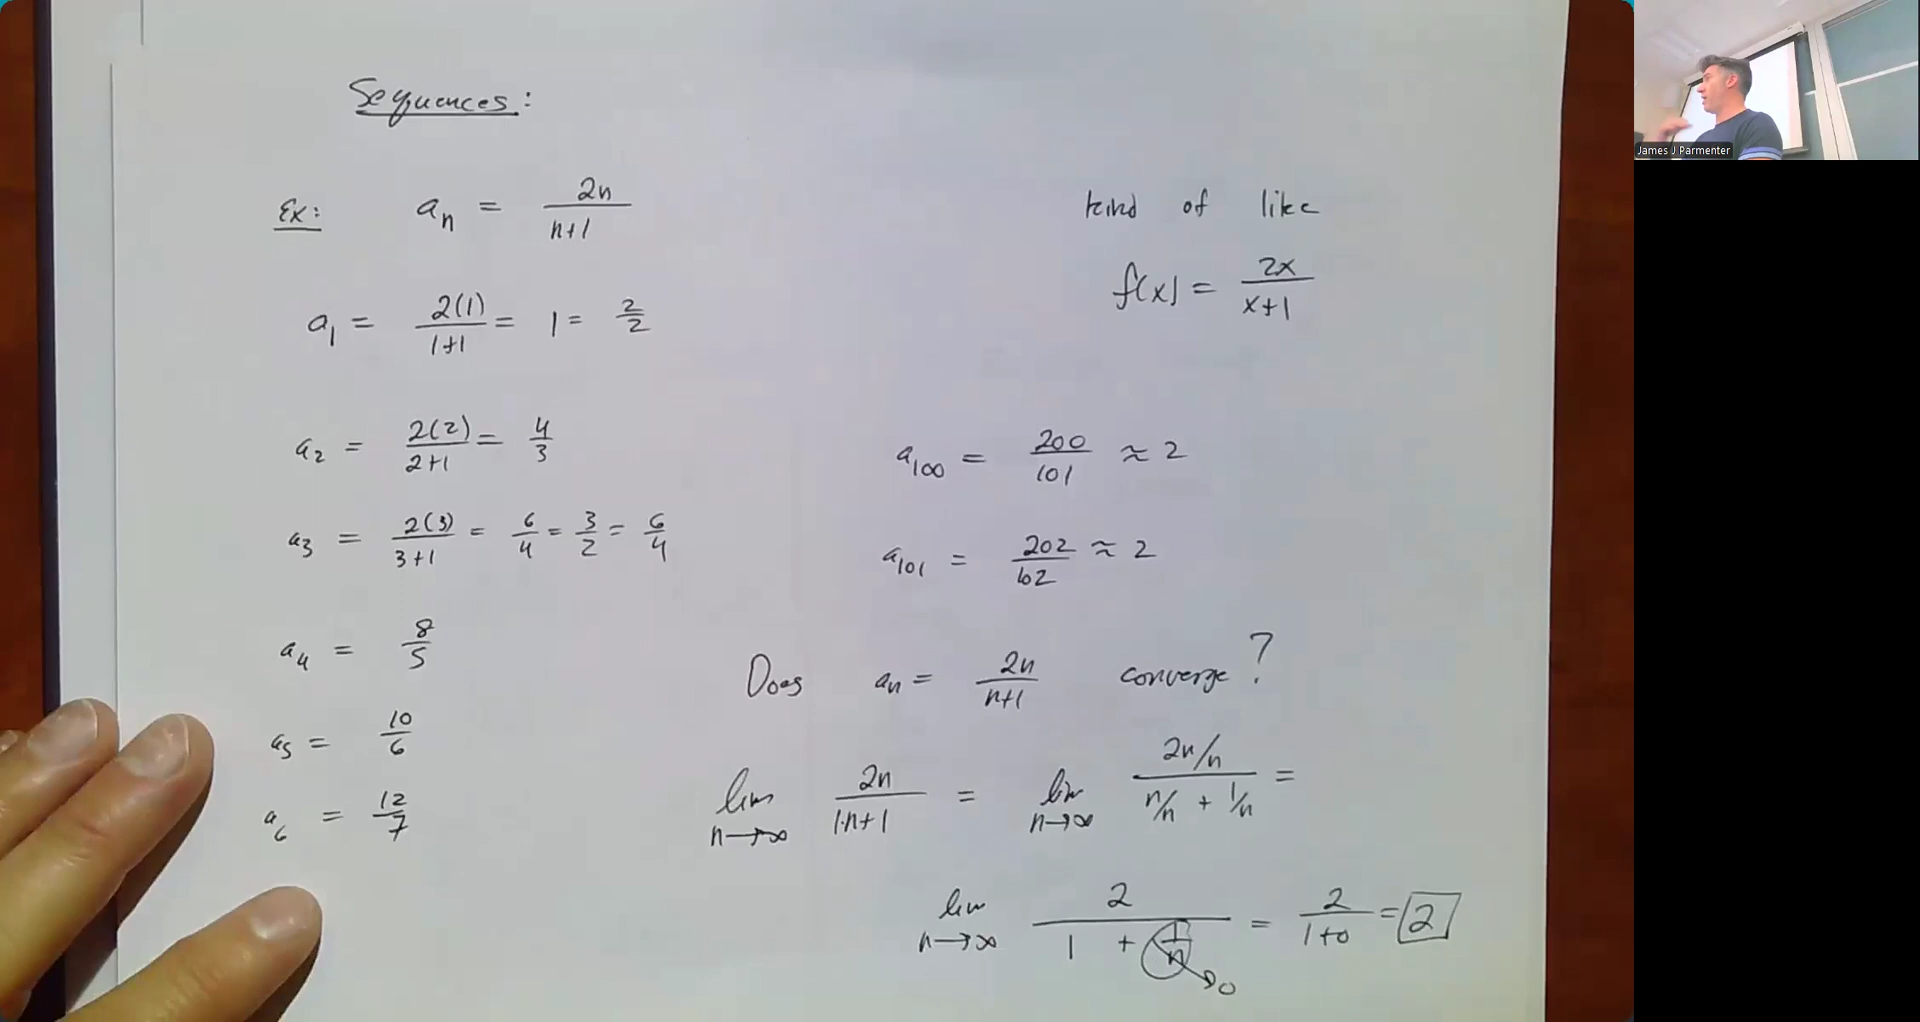 Sequences:
Ex: an = 2n/n+1
a1 = 2(1)/1+1 = 1 = 2/2
a2 = 2(2)/2+1 = 4/3
a3 = 2(3)/3+1 = 6/4 = 3/2 = 6/4
a4 = 8/5
a5 = 10/6
a6 = 12/7
kind of like
f(x) = 2x/x+1
a100 = 200/101 ≈ 2
a101 = 202/102 ≈ 2
Does an = 2n/n+1 converge?
lim n→∞ 2n/1·n+1 = lim n→∞ 2n/n / n/n + 1/n =
lim n→∞ 2/1 + 1/n →0 = 2/1+0 = 2
James J Parmenter